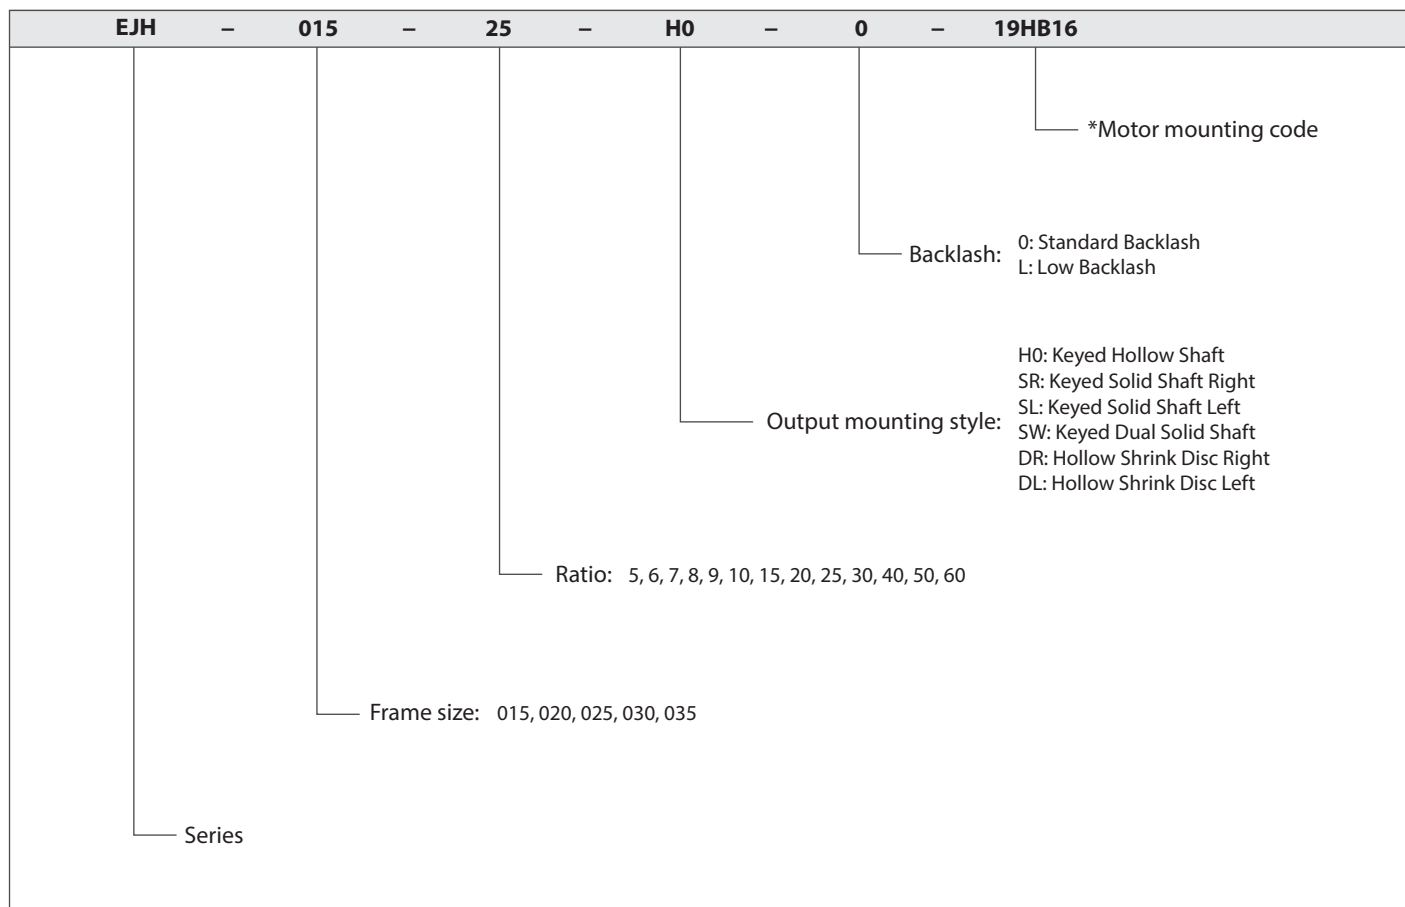 EJH – 015 – 25 – H0 – 0 – 19HB16
*Motor mounting code
Backlash: 0: Standard Backlash
L: Low Backlash
Output mounting style: H0: Keyed Hollow Shaft
SR: Keyed Solid Shaft Right
SL: Keyed Solid Shaft Left
SW: Keyed Dual Solid Shaft
DR: Hollow Shrink Disc Right
DL: Hollow Shrink Disc Left
Ratio: 5, 6, 7, 8, 9, 10, 15, 20, 25, 30, 40, 50, 60
Frame size: 015, 020, 025, 030, 035
Series